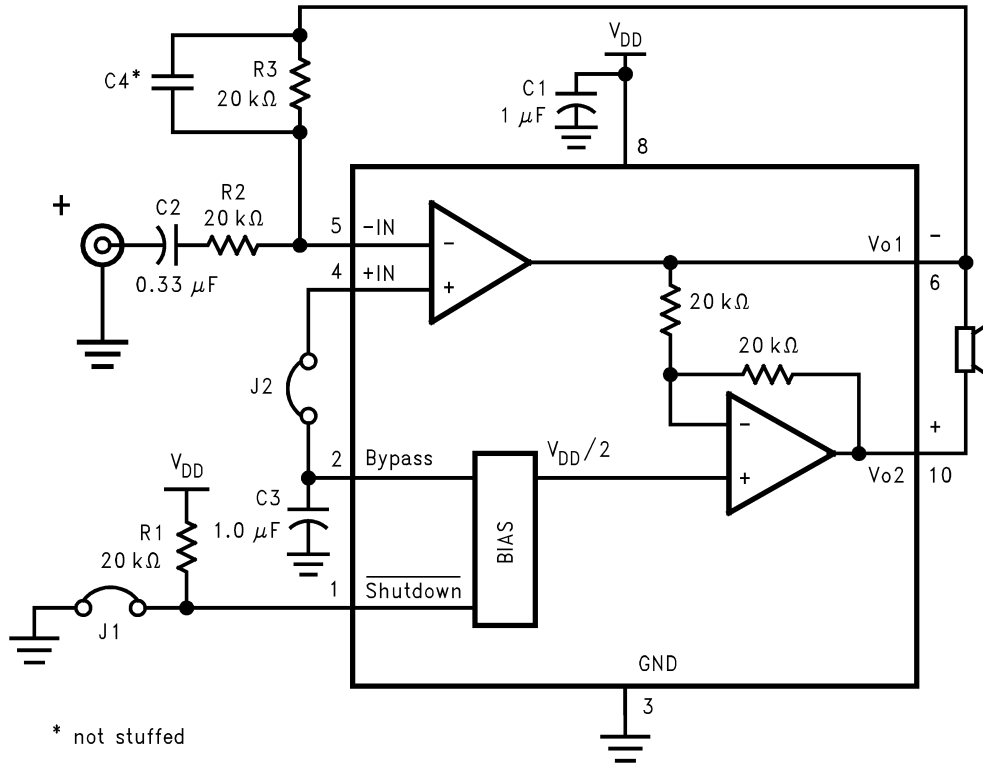 C4*
R3
20 kΩ
V_DD
C1
1 μF
8
+
C2
0.33 μF
R2
20 kΩ
5
-IN
-
4
+IN
+
Vo1
-
6
20 kΩ
20 kΩ
J2
-
+
+
Vo2
10
2
Bypass
V_DD/2
C3
1.0 μF
BIAS
V_DD
R1
20 kΩ
1
Shutdown
J1
GND
3
* not stuffed